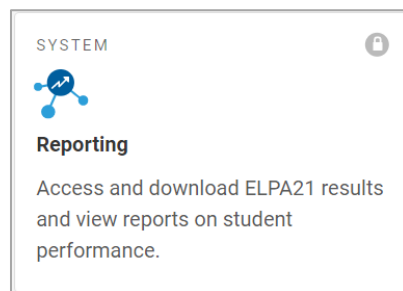 SYSTEM
Reporting
Access and download ELPA21 results
and view reports on student
performance.